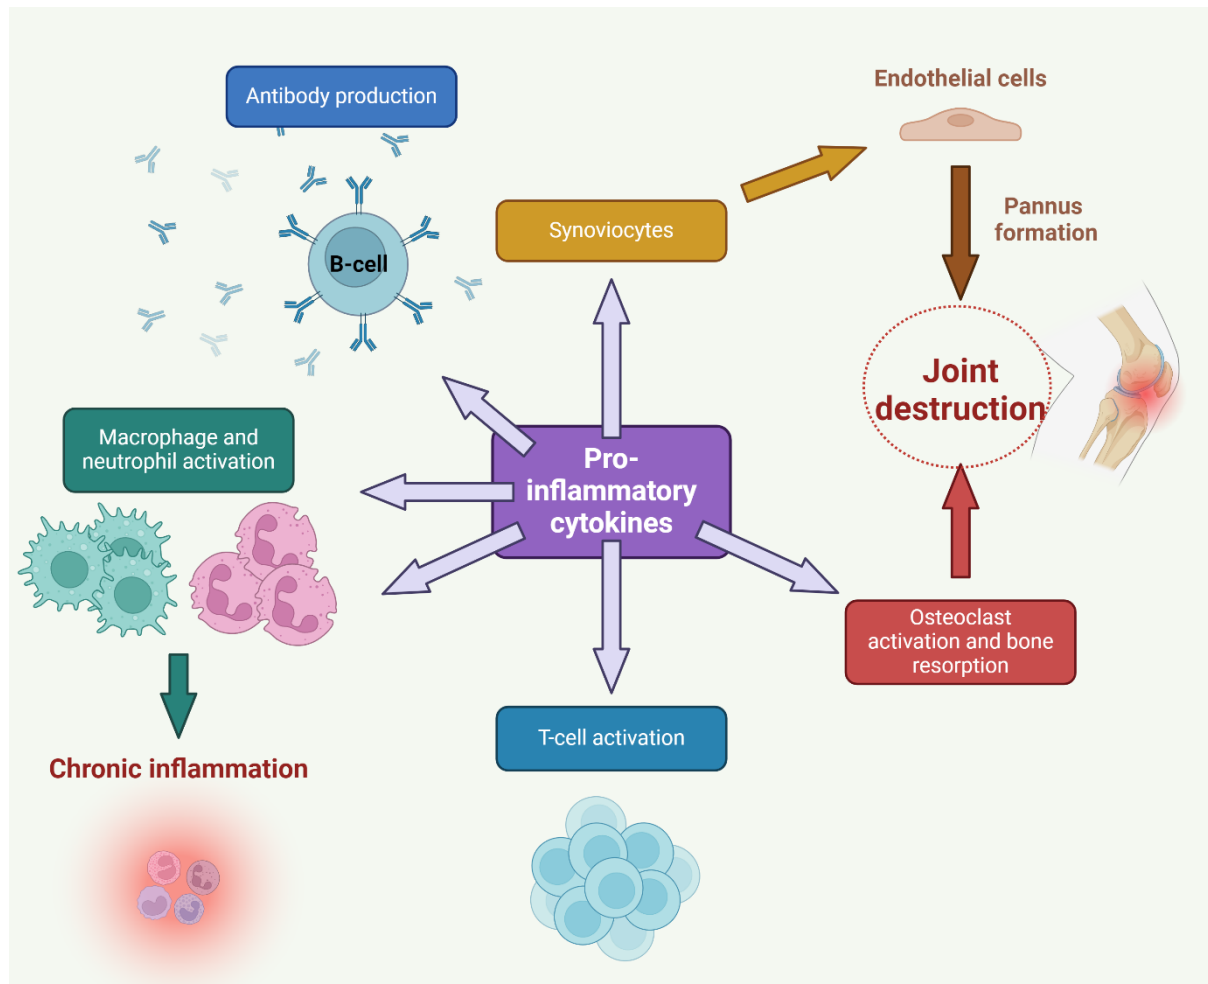 Antibody production
B-cell
Synoviocytes
Endothelial cells
Pannus
formation
Joint
destruction
Macrophage and
neutrophil activation
Pro-
inflammatory
cytokines
Osteoclast
activation and bone
resorption
T-cell activation
Chronic inflammation